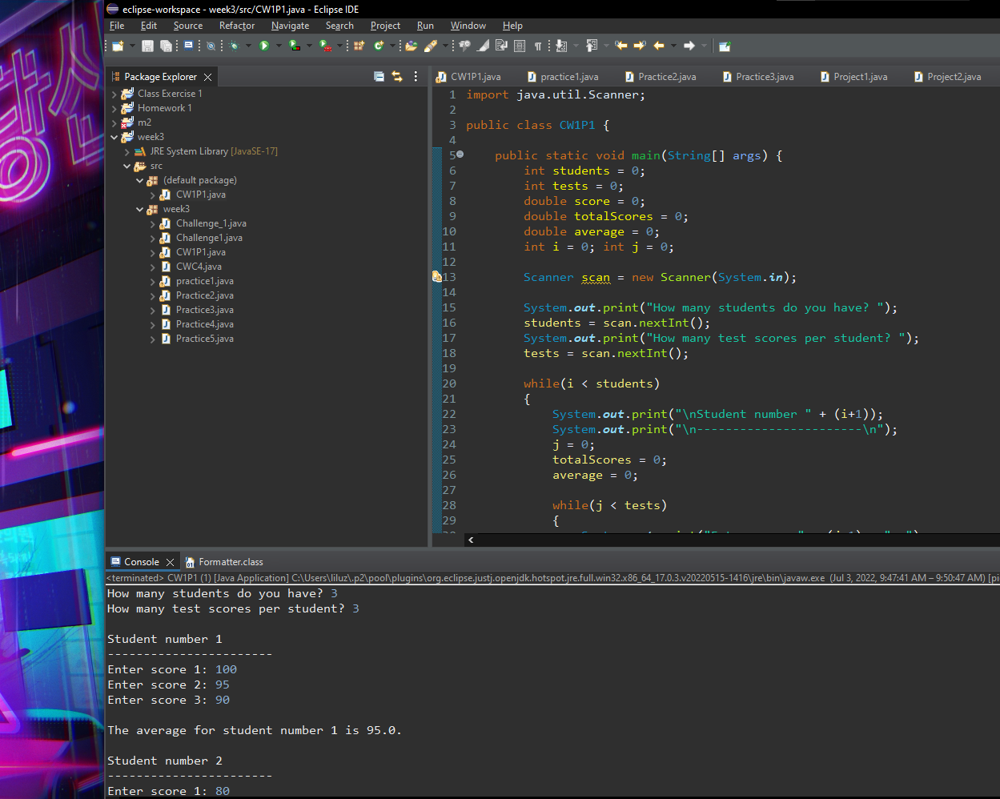 eclipse-workspace - week3/src/CW1P1.java - Eclipse IDE
File Edit Source Refactor Navigate Search Project Run Window Help
Package Explorer
Class Exercise 1
Homework 1
m2
week3
JRE System Library [JavaSE-17]
src
(default package)
CW1P1.java
week3
Challenge_1.java
Challenge1.java
CW1P1.java
CWC4.java
practice1.java
Practice2.java
Practice3.java
Practice4.java
Practice5.java
CW1P1.java practice1.java Practice2.java Practice3.java Project1.java Project2.java
1 import java.util.Scanner;
2
3 public class CW1P1 {
4
5 public static void main(String[] args) {
6 int students = 0;
7 int tests = 0;
8 double score = 0;
9 double totalScores = 0;
10 double average = 0;
11 int i = 0; int j = 0;
12
13 Scanner scan = new Scanner(System.in);
14
15 System.out.print("How many students do you have? ");
16 students = scan.nextInt();
17 System.out.print("How many test scores per student? ");
18 tests = scan.nextInt();
19
20 while(i < students)
21 {
22 System.out.print("\nStudent number " + (i+1));
23 System.out.print("\n-----------------------\n");
24 j = 0;
25 totalScores = 0;
26 average = 0;
27
28 while(j < tests)
29 {
Console Formatter.class
<terminated> CW1P1 (1) [Java Application] C:\Users\liluz\.p2\pool\plugins\org.eclipse.justj.openjdk.hotspot.jre.full.win32.x86_64_17.0.3.v20220515-1416\jre\bin\javaw.exe (Jul 3, 2022, 9:47:41 AM – 9:50:47 AM) [pi
How many students do you have? 3
How many test scores per student? 3
Student number 1
-----------------------
Enter score 1: 100
Enter score 2: 95
Enter score 3: 90
The average for student number 1 is 95.0.
Student number 2
-----------------------
Enter score 1: 80